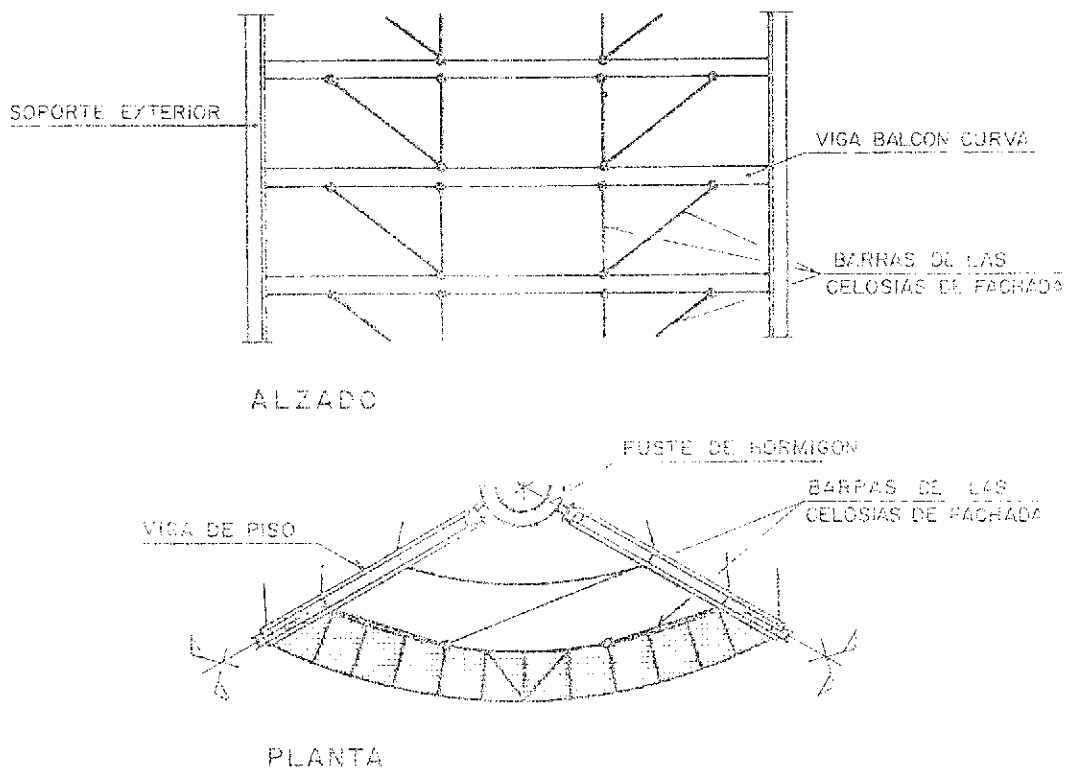 SOPORTE EXTERIOR
VIGA BALCON CURVA
BARRAS DE LAS
CELOSIAS DE FACHADA
ALZADO
FUSTE DE HORMIGON
BARRAS DE LAS
CELOSIAS DE FACHADA
VIGA DE PISO
PLANTA